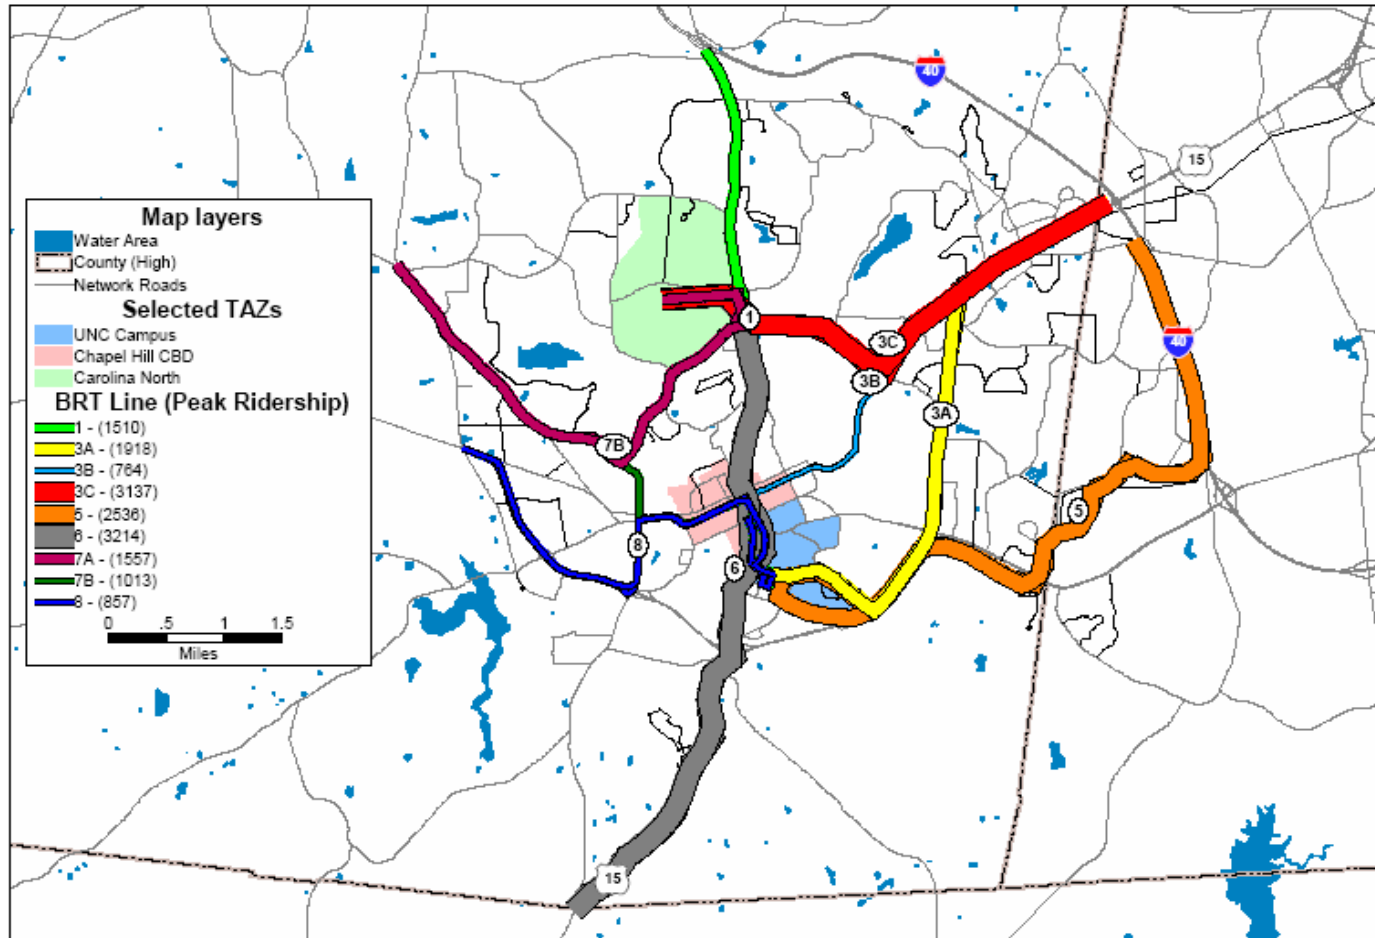 40
15
Map layers
Water Area
County (High)
Network Roads
Selected TAZs
UNC Campus
Chapel Hill CBD
Carolina North
BRT Line (Peak Ridership)
1 - (1510)
3A - (1918)
3B - (764)
3C - (3137)
5 - (2536)
6 - (3214)
7A - (1557)
7B - (1013)
8 - (857)
0 .5 1 1.5
Miles
1
3C
40
3B
3A
7B
5
8
6
15